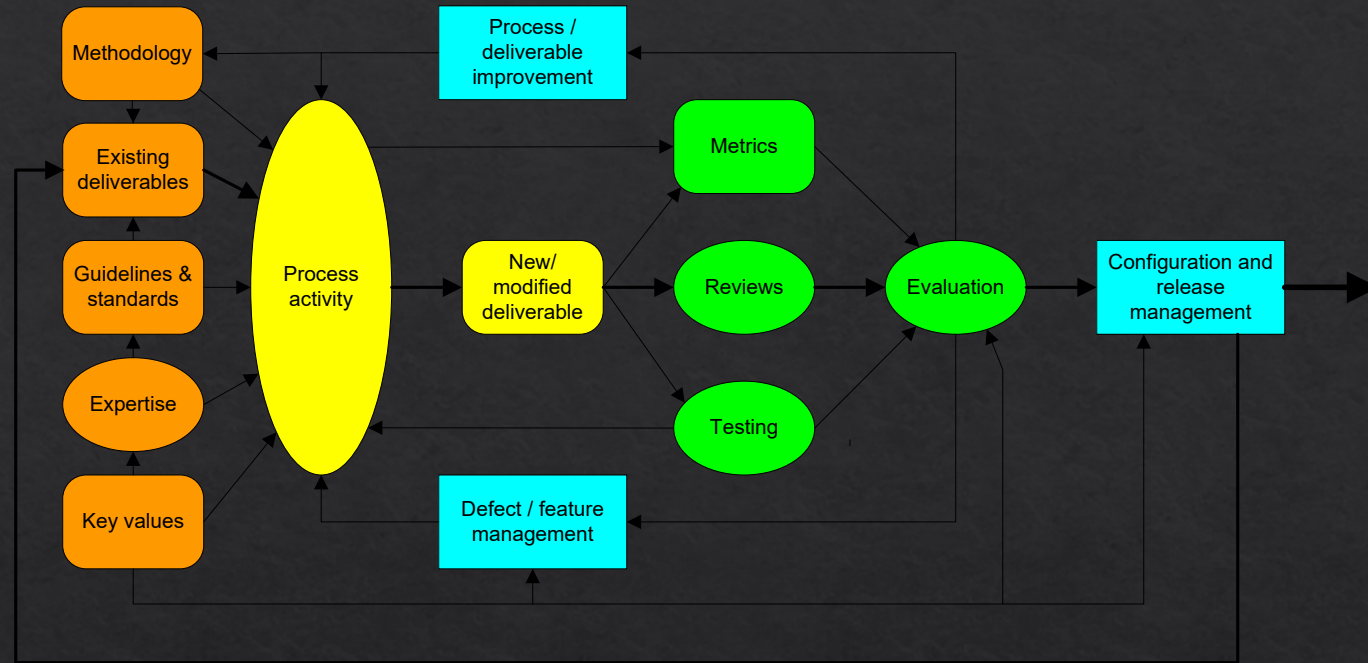 Methodology
Process /
deliverable
improvement
Existing
deliverables
Metrics
Guidelines &
standards
Process
activity
New/
modified
deliverable
Reviews
Evaluation
Configuration and
release
management
Expertise
Testing
Key values
Defect / feature
management